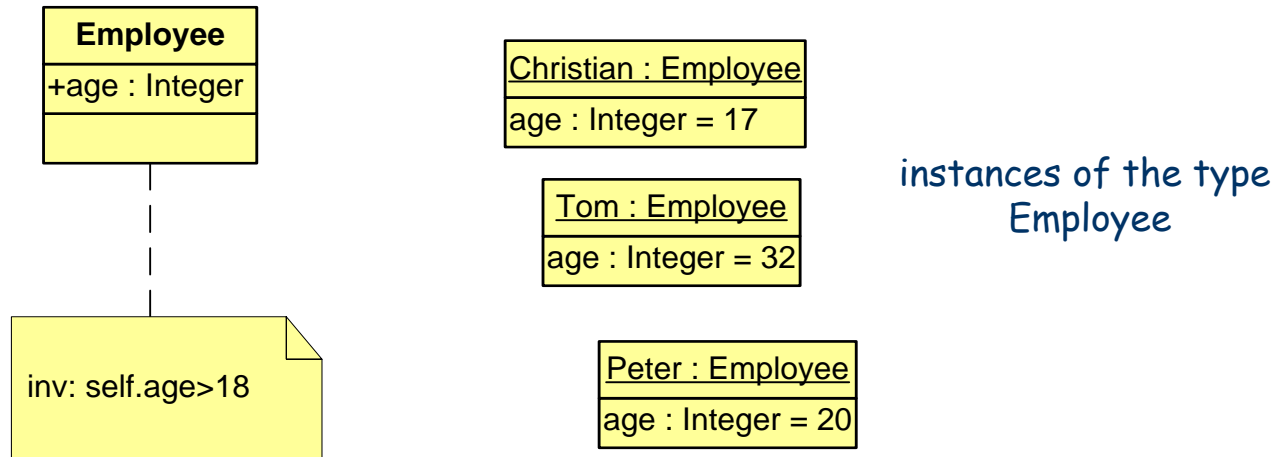 Employee
+age : Integer
inv: self.age>18
Christian : Employee
age : Integer = 17
Tom : Employee
age : Integer = 32
Peter : Employee
age : Integer = 20
instances of the type
Employee